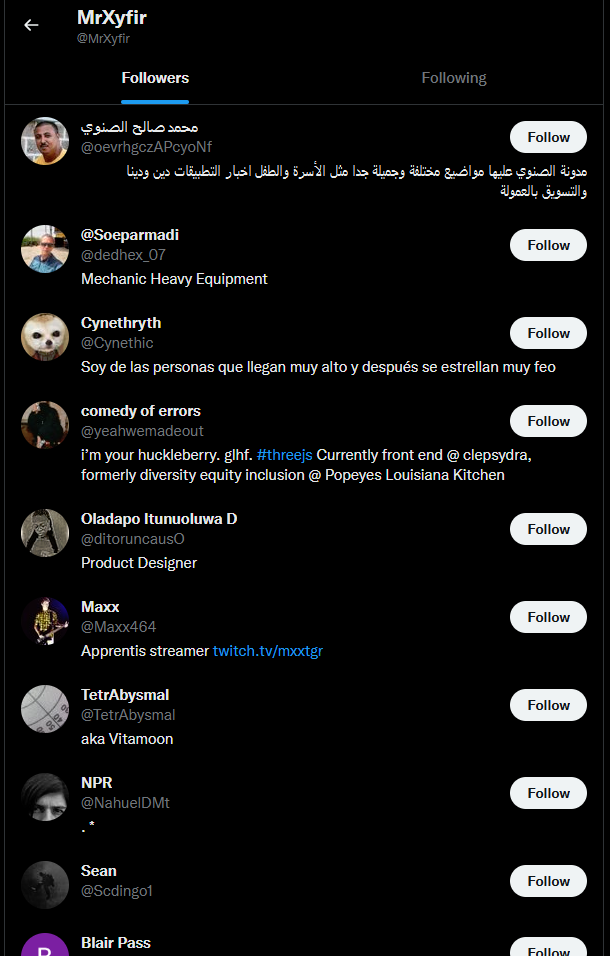 MrXyfir
@MrXyfir
Followers
Following
محمد صالح الصنوي
@oevrhgczAPcyoNf
Follow
مدونة الصنوي عليها مواضيع مختلفة وجميلة جدا مثل الأسرة والطفل اخبار التطبيقات دين ودينا
والتسويق بالعمولة
@Soeparmadi
@dedhex_07
Follow
Mechanic Heavy Equipment
Cynethryth
@Cynethic
Follow
Soy de las personas que llegan muy alto y después se estrellan muy feo
comedy of errors
@yeahwemadeout
Follow
i'm your huckleberry. glhf. #threejs Currently front end @ clepsydra,
formerly diversity equity inclusion @ Popeyes Louisiana Kitchen
Oladapo Itunuoluwa D
@ditoruncausO
Follow
Product Designer
Maxx
@Maxx464
Follow
Apprentis streamer twitch.tv/mxxtgr
TetrAbysmal
@TetrAbysmal
Follow
aka Vitamoon
NPR
@NahuelDMt
Follow
. *
Sean
@Scdingo1
Follow
Blair Pass
Follow